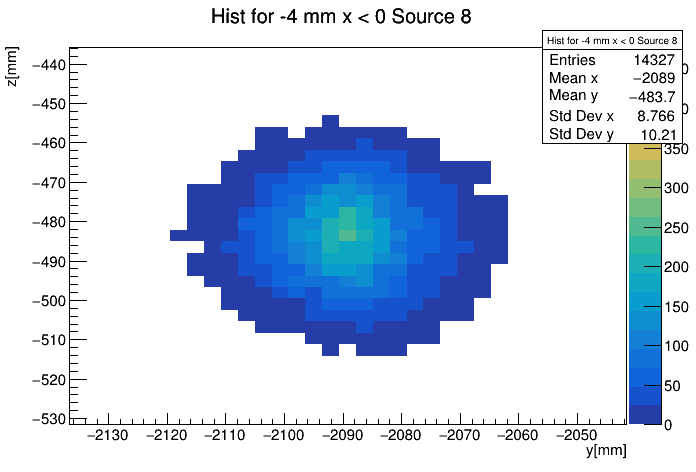 Hist for -4 mm x < 0 Source 8
Hist for -4 mm x < 0 Source 8
Entries 14327
Mean x −2089
Mean y −483.7
Std Dev x 8.766
Std Dev y 10.21
z[mm]
−440
−450
−460
−470
−480
−490
−500
−510
−520
−530
350
300
250
200
150
100
50
0
−2130 −2120 −2110 −2100 −2090 −2080 −2070 −2060 −2050
y[mm]